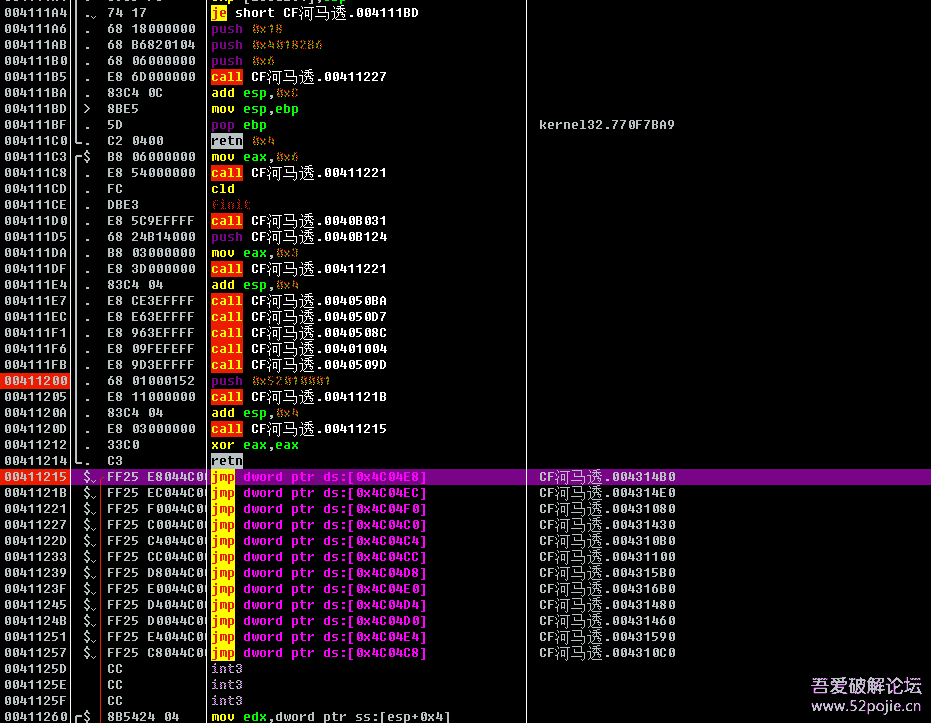 004111A4 . 74 17 je short CF河马透.004111BD
004111A6 . 68 18000000 push 0x18
004111AB . 68 B6820104 push 0x40182B6
004111B0 . 68 06000000 push 0x6
004111B5 . E8 6D000000 call CF河马透.00411227
004111BA . 83C4 0C add esp,0xC
004111BD > 8BE5 mov esp,ebp
004111BF . 5D pop ebp kernel32.770F7BA9
004111C0 . C2 0400 retn 0x4
004111C3 $ B8 06000000 mov eax,0x6
004111C8 . E8 54000000 call CF河马透.00411221
004111CD . FC cld
004111CE . DBE3 finit
004111D0 . E8 5C9EFFFF call CF河马透.0040B031
004111D5 . 68 24B14000 push CF河马透.0040B124
004111DA . B8 03000000 mov eax,0x3
004111DF . E8 3D000000 call CF河马透.00411221
004111E4 . 83C4 04 add esp,0x4
004111E7 . E8 CE3EFFFF call CF河马透.004050BA
004111EC . E8 E63EFFFF call CF河马透.004050D7
004111F1 . E8 963EFFFF call CF河马透.0040508C
004111F6 . E8 09FEFEFF call CF河马透.00401004
004111FB . E8 9D3EFFFF call CF河马透.0040509D
00411200 . 68 01000152 push 0x52010001
00411205 . E8 11000000 call CF河马透.0041121B
0041120A . 83C4 04 add esp,0x4
0041120D . E8 03000000 call CF河马透.00411215
00411212 . 33C0 xor eax,eax
00411214 . C3 retn
00411215 $ FF25 E8044C00 jmp dword ptr ds:[0x4C04E8] CF河马透.004314B0
0041121B $ FF25 EC044C00 jmp dword ptr ds:[0x4C04EC] CF河马透.004314E0
00411221 $ FF25 F0044C00 jmp dword ptr ds:[0x4C04F0] CF河马透.00431080
00411227 $ FF25 C0044C00 jmp dword ptr ds:[0x4C04C0] CF河马透.00431430
0041122D $ FF25 C4044C00 jmp dword ptr ds:[0x4C04C4] CF河马透.004310B0
00411233 $ FF25 CC044C00 jmp dword ptr ds:[0x4C04CC] CF河马透.00431100
00411239 $ FF25 D8044C00 jmp dword ptr ds:[0x4C04D8] CF河马透.004315B0
0041123F $ FF25 E0044C00 jmp dword ptr ds:[0x4C04E0] CF河马透.004316B0
00411245 $ FF25 D4044C00 jmp dword ptr ds:[0x4C04D4] CF河马透.00431480
0041124B $ FF25 D0044C00 jmp dword ptr ds:[0x4C04D0] CF河马透.00431460
00411251 $ FF25 E4044C00 jmp dword ptr ds:[0x4C04E4] CF河马透.00431590
00411257 $ FF25 C8044C00 jmp dword ptr ds:[0x4C04C8] CF河马透.004310C0
0041125D CC int3
0041125E CC int3
0041125F CC int3
00411260 $ 8B5424 04 mov edx,dword ptr ss:[esp+0x4]
吾爱破解论坛
www.52pojie.cn